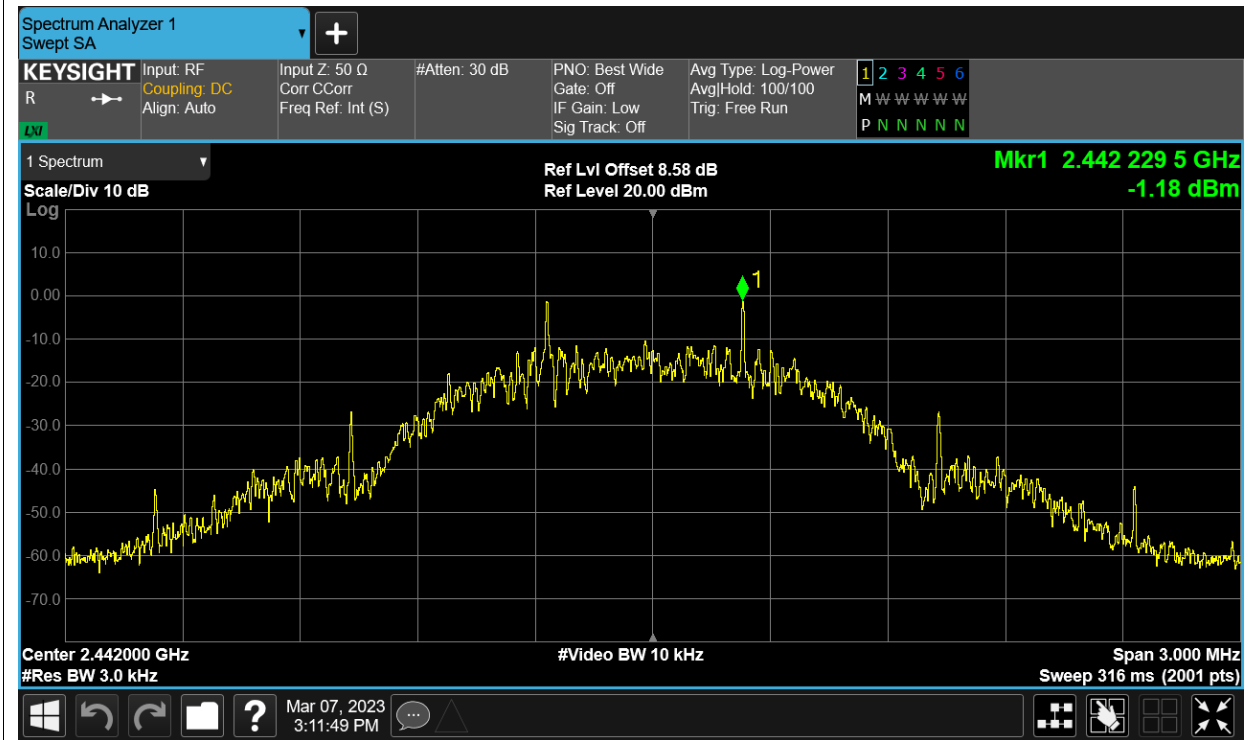 Spectrum Analyzer 1
Swept SA
KEYSIGHT
R
LXI
Input: RF
Coupling: DC
Align: Auto
Input Z: 50 Ω
Corr CCorr
Freq Ref: Int (S)
#Atten: 30 dB
PNO: Best Wide
Gate: Off
IF Gain: Low
Sig Track: Off
Avg Type: Log-Power
Avg|Hold: 100/100
Trig: Free Run
1 2 3 4 5 6
M W W W W W
P N N N N N
1 Spectrum
Scale/Div 10 dB
Ref Lvl Offset 8.58 dB
Ref Level 20.00 dBm
Mkr1 2.442 229 5 GHz
-1.18 dBm
Log
10.0
0.00
-10.0
-20.0
-30.0
-40.0
-50.0
-60.0
-70.0
1
Center 2.442000 GHz
#Res BW 3.0 kHz
#Video BW 10 kHz
Span 3.000 MHz
Sweep 316 ms (2001 pts)
?
Mar 07, 2023
3:11:49 PM